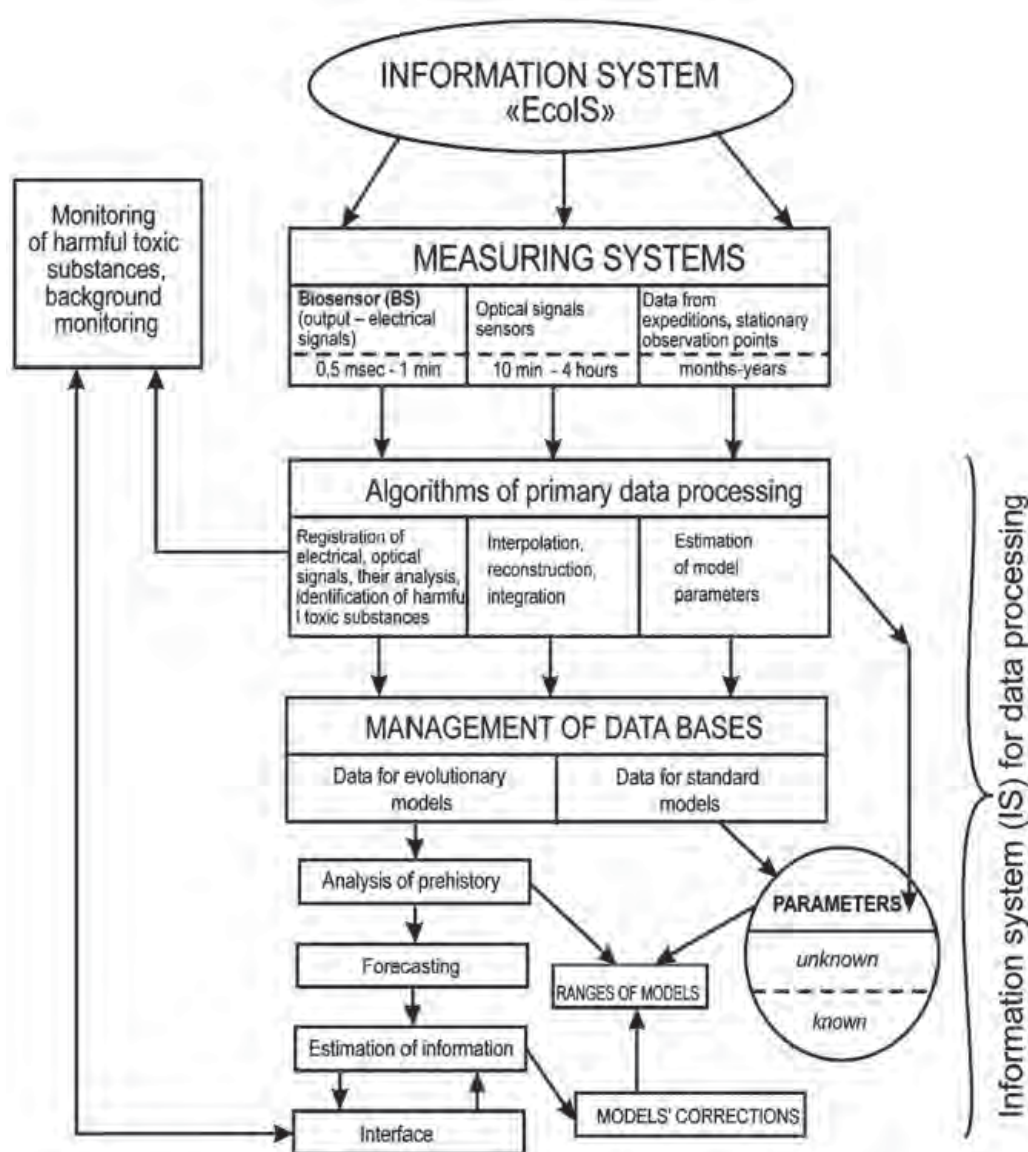 INFORMATION SYSTEM
«EcoIS»
Monitoring
of harmful toxic
substances,
background
monitoring
MEASURING SYSTEMS
Biosensor (BS)
(output – electrical
signals)
0,5 msec - 1 min
Optical signals
sensors
10 min - 4 hours
Data from
expeditions, stationary
observation points
months-years
Algorithms of primary data processing
Registration of
electrical, optical
signals, their analysis,
identification of harmfu
l toxic substances
Interpolation,
reconstruction,
integration
Estimation
of model
parameters
MANAGEMENT OF DATA BASES
Data for evolutionary
models
Data for standard
models
Analysis of prehistory
Forecasting
Estimation of information
Interface
RANGES OF MODELS
MODELS' CORRECTIONS
PARAMETERS
unknown
known
Information system (IS) for data processing